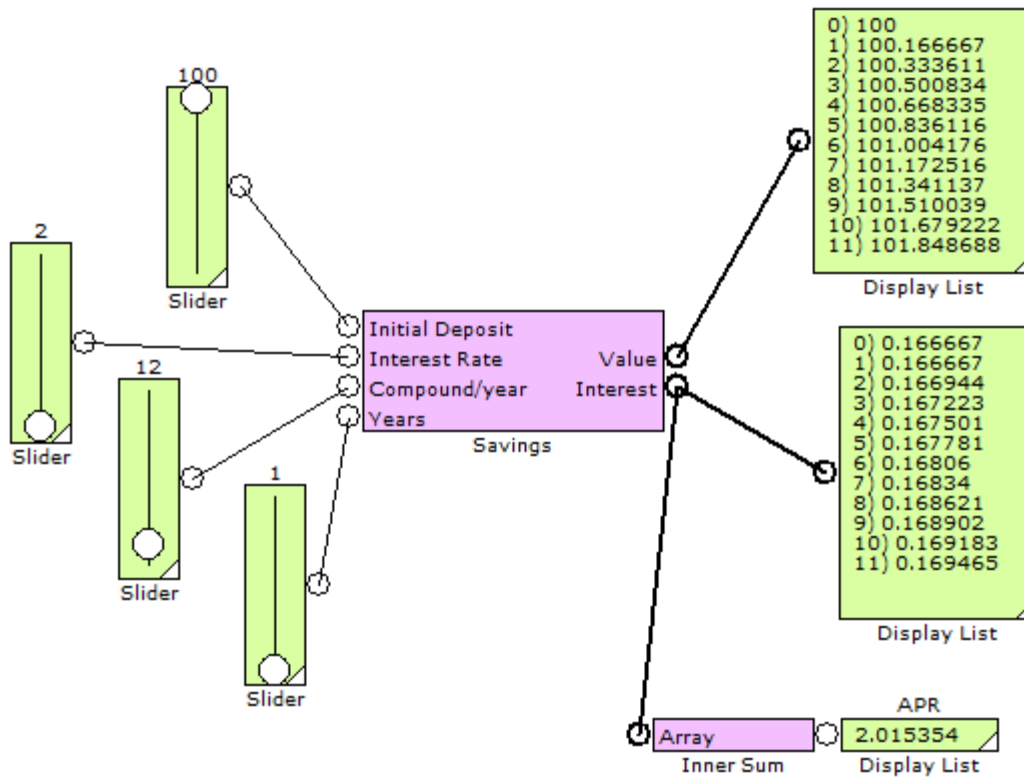 100
Slider
2
Slider
12
Slider
1
Slider
Initial Deposit
Interest Rate
Compound/year
Years
Value
Interest
Savings
0) 100
1) 100.166667
2) 100.333611
3) 100.500834
4) 100.668335
5) 100.836116
6) 101.004176
7) 101.172516
8) 101.341137
9) 101.510039
10) 101.679222
11) 101.848688
Display List
0) 0.166667
1) 0.166667
2) 0.166944
3) 0.167223
4) 0.167501
5) 0.167781
6) 0.16806
7) 0.16834
8) 0.168621
9) 0.168902
10) 0.169183
11) 0.169465
Display List
Array
Inner Sum
APR
2.015354
Display List